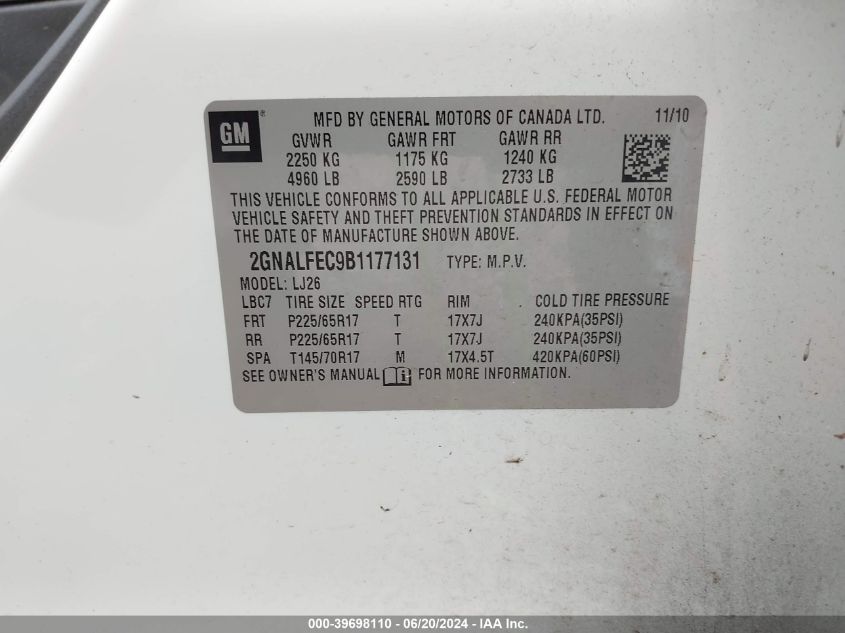 GM ® MFD BY GENERAL MOTORS OF CANADA LTD. 11/10
GVWR GAWR FRT GAWR RR
2250 KG 1175 KG 1240 KG
4960 LB 2590 LB 2733 LB
THIS VEHICLE CONFORMS TO ALL APPLICABLE U.S. FEDERAL MOTOR
VEHICLE SAFETY AND THEFT PREVENTION STANDARDS IN EFFECT ON
THE DATE OF MANUFACTURE SHOWN ABOVE.
2GNALFEC9B1177131 TYPE: M.P.V.
MODEL: LJ26
LBC7 TIRE SIZE SPEED RTG RIM . COLD TIRE PRESSURE
FRT P225/65R17 T 17X7J 240KPA(35PSI)
RR P225/65R17 T 17X7J 240KPA(35PSI)
SPA T145/70R17 M 17X4.5T 420KPA(60PSI)
SEE OWNER'S MANUAL FOR MORE INFORMATION.
000-39698110 - 06/20/2024 - IAA Inc.